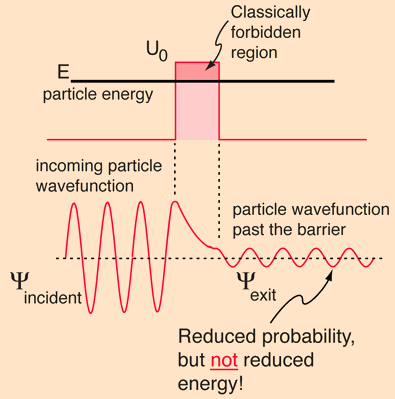 Classically
forbidden
region
U0
E
particle energy
incoming particle
wavefunction
particle wavefunction
past the barrier
Ψincident
Ψexit
Reduced probability,
but not reduced
energy!